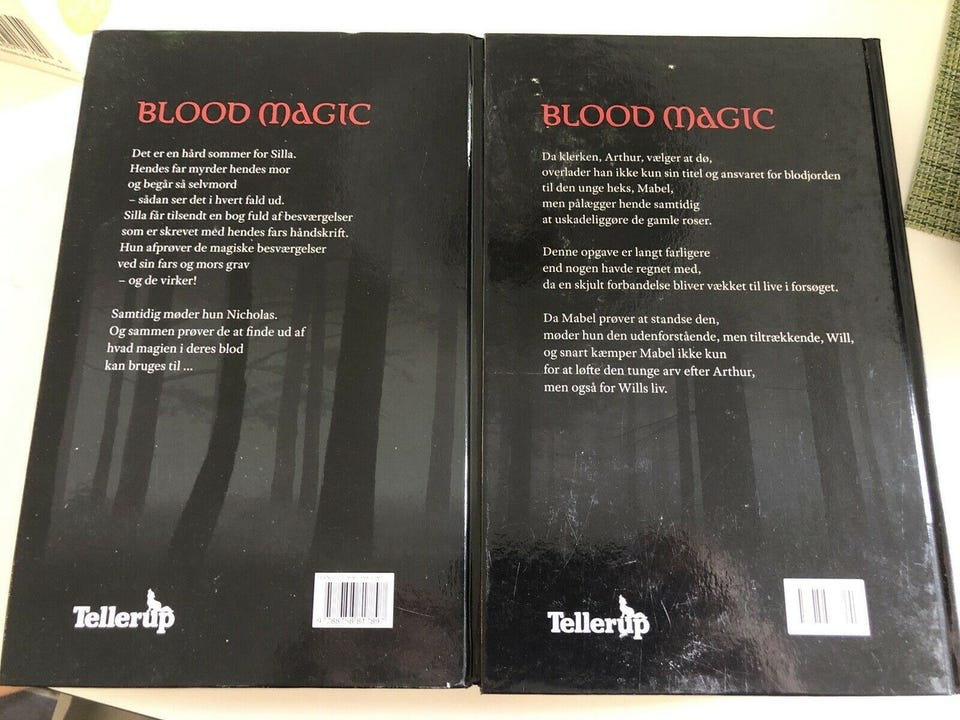 BLOOD MAGIC
Det er en hård sommer for Silla.
Hendes far myrder hendes mor
og begår så selvmord
– sådan ser det i hvert fald ud.
Silla får tilsendt en bog fuld af besværgelser
som er skrevet med hendes fars håndskrift.
Hun afprøver de magiske besværgelser
ved sin fars og mors grav
– og de virker!
Samtidig møder hun Nicholas.
Og sammen prøver de at finde ud af
hvad magien i deres blod
kan bruges til ...
Tellerup
BLOOD MAGIC
Da klerken, Arthur, vælger at dø,
overlader han ikke kun sin titel og ansvaret for blodjorden
til den unge heks, Mabel,
men pålægger hende samtidig
at uskadeliggøre de gamle roser.
Denne opgave er langt farligere
end nogen havde regnet med,
da en skjult forbandelse bliver vækket til live i forsøget.
Da Mabel prøver at standse den,
møder hun den udenforstående, men tiltrækkende, Will,
og snart kæmper Mabel ikke kun
for at løfte den tunge arv efter Arthur,
men også for Wills liv.
Tellerup